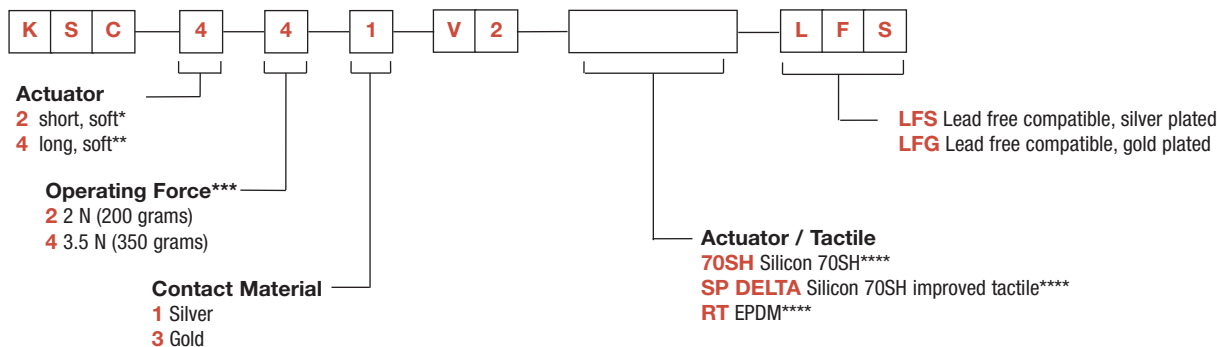 K S C 4 4 1 V 2 L F S
Actuator
2 short, soft*
4 long, soft**
Operating Force***
2 2 N (200 grams)
4 3.5 N (350 grams)
Contact Material
1 Silver
3 Gold
Actuator / Tactile
70SH Silicon 70SH****
SP DELTA Silicon 70SH improved tactile****
RT EPDM****
LFS Lead free compatible, silver plated
LFG Lead free compatible, gold plated